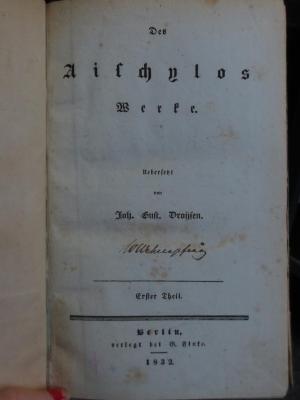 Des
Aischylos
Werke.
Uebersetzt
von
Joh. Gust. Droysen.
Erster Theil.
Berlin,
verlegt bei G. Finke.
1832.